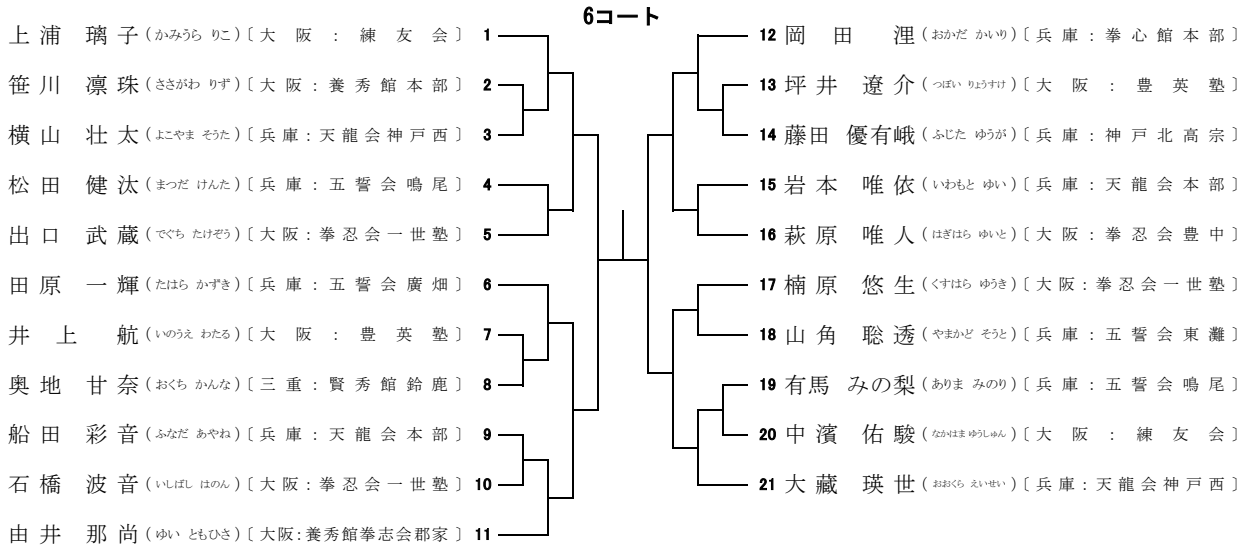 6コート
上浦 璃子(かみうら りこ)〔大阪:練友会〕 1
笹川 凛珠(ささがわ りず)〔大阪:養秀館本部〕 2
横山 壮太(よこやま そうた)〔兵庫:天龍会神戸西〕 3
松田 健汰(まつだ けんた)〔兵庫:五誓会鳴尾〕 4
出口 武蔵(でぐち たけぞう)〔大阪:拳忍会一世塾〕 5
田原 一輝(たはら かずき)〔兵庫:五誓会廣畑〕 6
井上 航(いのうえ わたる)〔大阪:豊英塾〕 7
奥地 甘奈(おくち かんな)〔三重:賢秀館鈴鹿〕 8
船田 彩音(ふなだ あやね)〔兵庫:天龍会本部〕 9
石橋 波音(いしばし はのん)〔大阪:拳忍会一世塾〕 10
由井 那尚(ゆい ともひさ)〔大阪:養秀館拳志会郡家〕 11
12 岡田 浬(おかだ かいり)〔兵庫:拳心館本部〕
13 坪井 遼介(つぼい りょうすけ)〔大阪:豊英塾〕
14 藤田 優有峨(ふじた ゆうが)〔兵庫:神戸北高宗〕
15 岩本 唯依(いわもと ゆい)〔兵庫:天龍会本部〕
16 萩原 唯人(はぎはら ゆいと)〔大阪:拳忍会豊中〕
17 楠原 悠生(くすはら ゆうき)〔大阪:拳忍会一世塾〕
18 山角 聡透(やまかど そうと)〔兵庫:五誓会東灘〕
19 有馬 みの梨(ありま みのり)〔兵庫:五誓会鳴尾〕
20 中濱 佑駿(なかはま ゆうしゅん)〔大阪:練友会〕
21 大藏 瑛世(おおくら えいせい)〔兵庫:天龍会神戸西〕